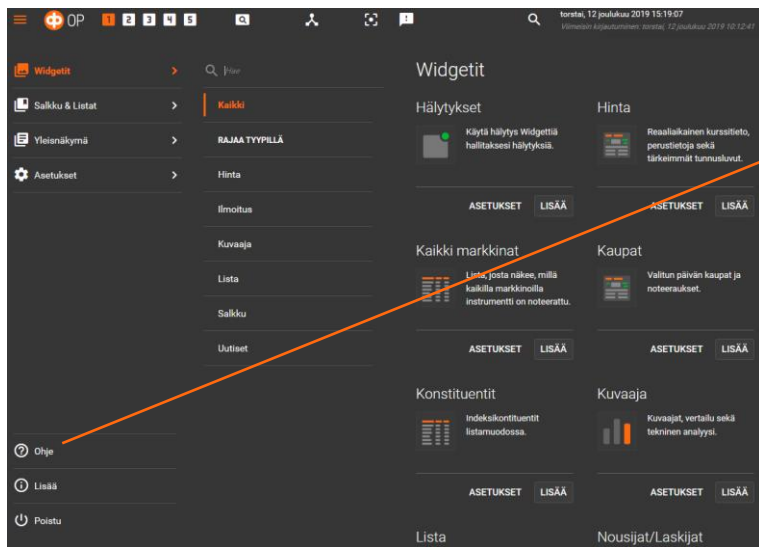 OP 1 2 3 4 5
torstai, 12 joulukuu 2019 15:19:07
Viimeisin kirjautuminen: torstai, 12 joulukuu 2019 10:12:41
Widgetit
Salkku & Listat
Yleisnäkymä
Asetukset
Ohje
Lisää
Poistu
Hae
Kaikki
RAJAA TYYPILLÄ
Hinta
Ilmoitus
Kuvaaja
Lista
Salkku
Uutiset
Widgetit
Hälytykset
Käytä hälytys Widgettiä
hallitaksesi hälytyksiä.
ASETUKSET LISÄÄ
Hinta
Reaaliaikainen kurssitieto,
perustietoja sekä
tärkeimmät tunnusluvut.
ASETUKSET LISÄÄ
Kaikki markkinat
Lista, josta näkee, millä
kaikilla markkinoilla
instrumentti on noteerattu.
ASETUKSET LISÄÄ
Kaupat
Valitun päivän kaupat ja
noteeraukset.
ASETUKSET LISÄÄ
Konstituentit
Indeksikontituentit
listamuodossa.
ASETUKSET LISÄÄ
Kuvaaja
Kuvaajat, vertailu sekä
tekninen analyysi.
ASETUKSET LISÄÄ
Lista
Nousijat/Laskijat